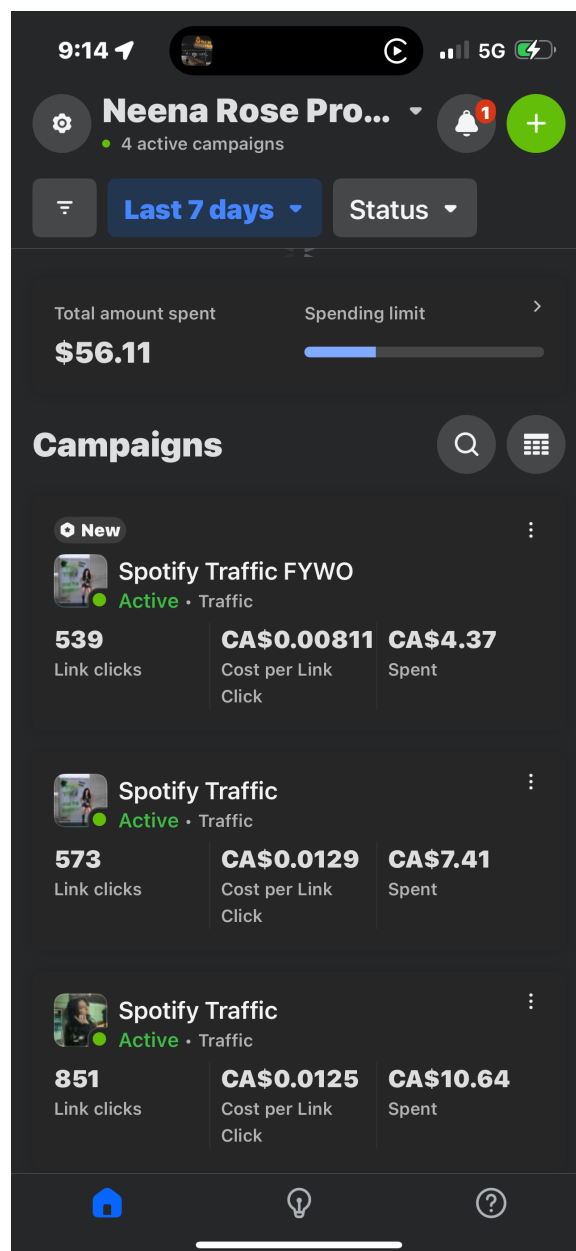 9:14
5G
Neena Rose Pro...
1
4 active campaigns
Last 7 days
Status
Total amount spent
Spending limit
$56.11
Campaigns
New
Spotify Traffic FYWO
Active • Traffic
539 CA$0.00811 CA$4.37
Link clicks Cost per Link Spent
Click
Spotify Traffic
Active • Traffic
573 CA$0.0129 CA$7.41
Link clicks Cost per Link Spent
Click
Spotify Traffic
Active • Traffic
851 CA$0.0125 CA$10.64
Link clicks Cost per Link Spent
Click